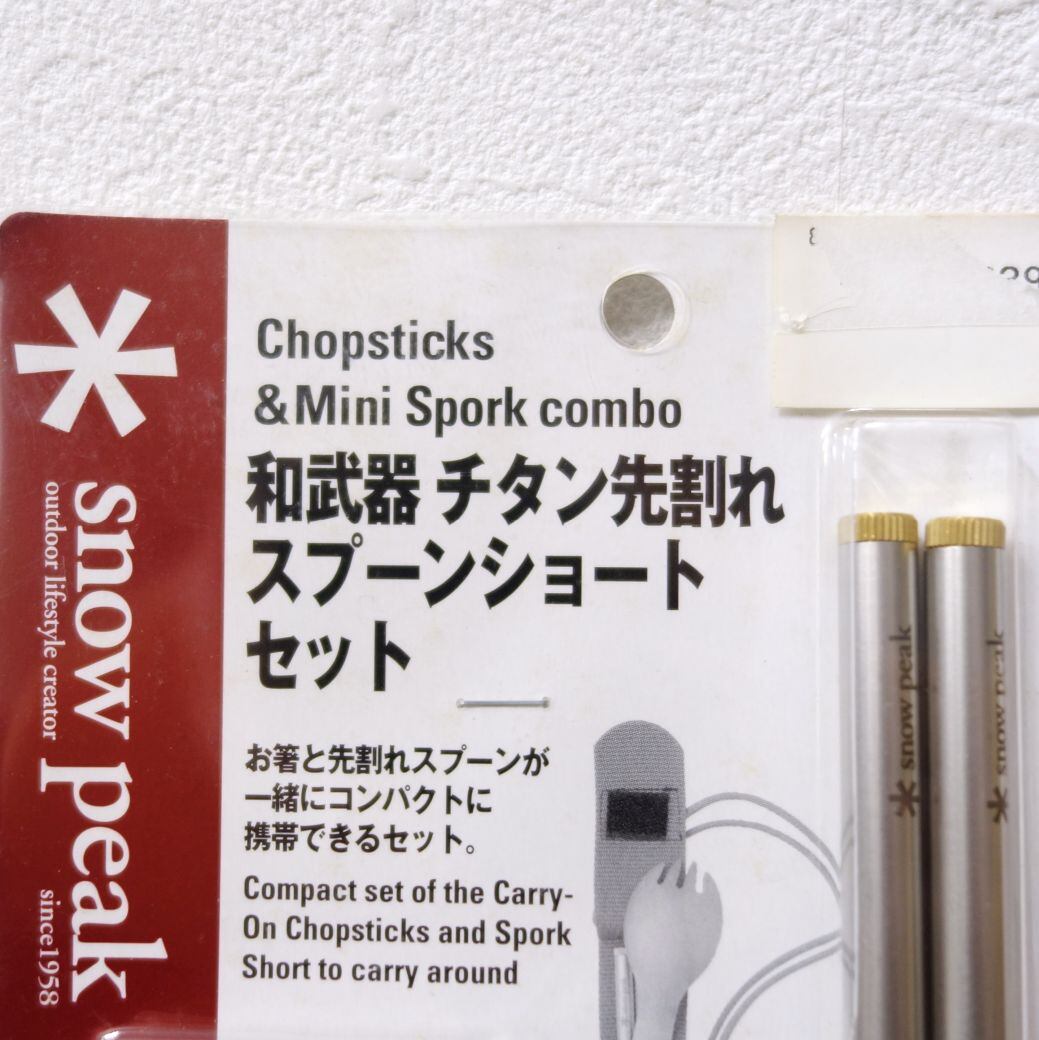 snow peak
outdoor lifestyle creator
since1958
Chopsticks
&Mini Spork combo
和武器 チタン先割れ
スプーンショート
セット
お箸と先割れスプーンが
一緒にコンパクトに
携帯できるセット。
Compact set of the Carry-
On Chopsticks and Spork
Short to carry around
snow peak
snow peak